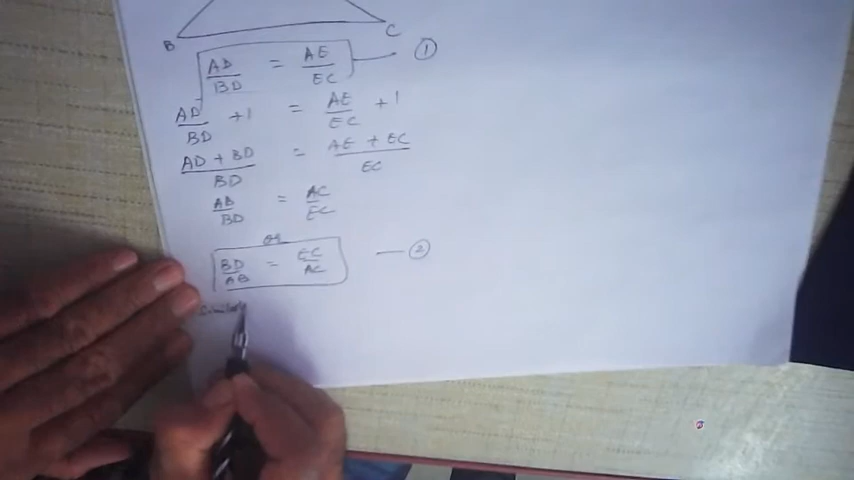 B C
AD/BD = AE/EC — ①
AD/BD + 1 = AE/EC + 1
AD + BD/BD = AE + EC/EC
AB/BD = AC/EC
or
BD/AB = EC/AC — ②
Similarly